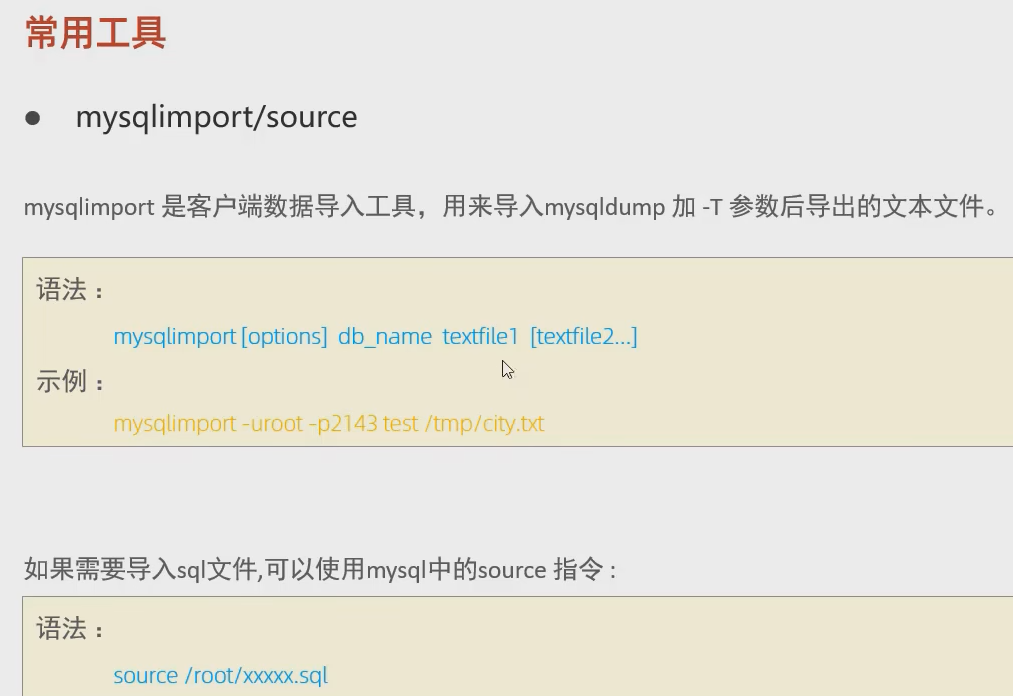 常用工具
● mysqlimport/source
mysqlimport 是客户端数据导入工具，用来导入mysqldump 加 -T 参数后导出的文本文件。
语法：
mysqlimport [options] db_name textfile1 [textfile2...]
示例：
mysqlimport -uroot -p2143 test /tmp/city.txt
如果需要导入sql文件,可以使用mysql中的source 指令 :
语法：
source /root/xxxxx.sql